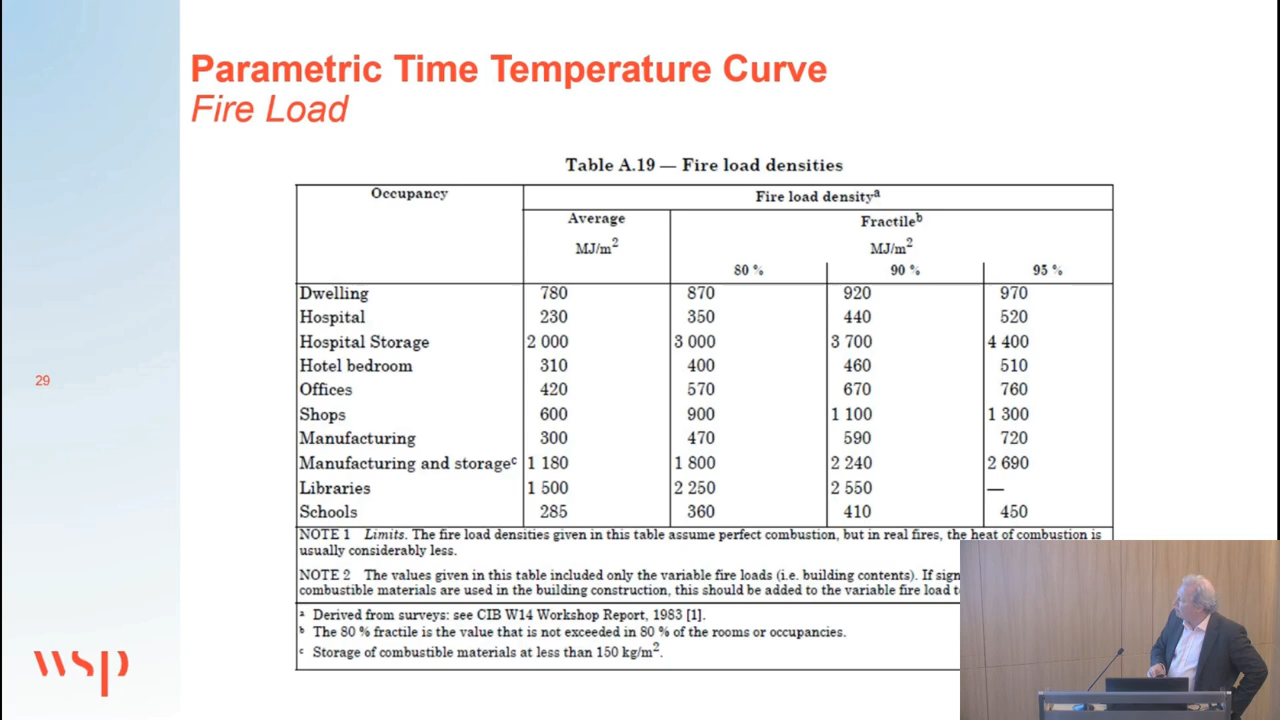 Parametric Time Temperature Curve
Fire Load
Table A.19 — Fire load densities
Occupancy
Fire load densityᵃ
Average
MJ/m²
Fractileᵇ
MJ/m²
80 % 90 % 95 %
Dwelling 780 870 920 970
Hospital 230 350 440 520
Hospital Storage 2 000 3 000 3 700 4 400
Hotel bedroom 310 400 460 510
Offices 420 570 670 760
Shops 600 900 1 100 1 300
Manufacturing 300 470 590 720
Manufacturing and storageᶜ 1 180 1 800 2 240 2 690
Libraries 1 500 2 250 2 550 —
Schools 285 360 410 450
NOTE 1 Limits. The fire load densities given in this table assume perfect combustion, but in real fires, the heat of combustion is
usually considerably less.
NOTE 2 The values given in this table included only the variable fire loads (i.e. building contents). If
combustible materials are used in the building construction, this should be added to the variable fire load
ᵃ Derived from surveys: see CIB W14 Workshop Report, 1983 [1].
ᵇ The 80 % fractile is the value that is not exceeded in 80 % of the rooms or occupancies.
ᶜ Storage of combustible materials at less than 150 kg/m².
29
wsp